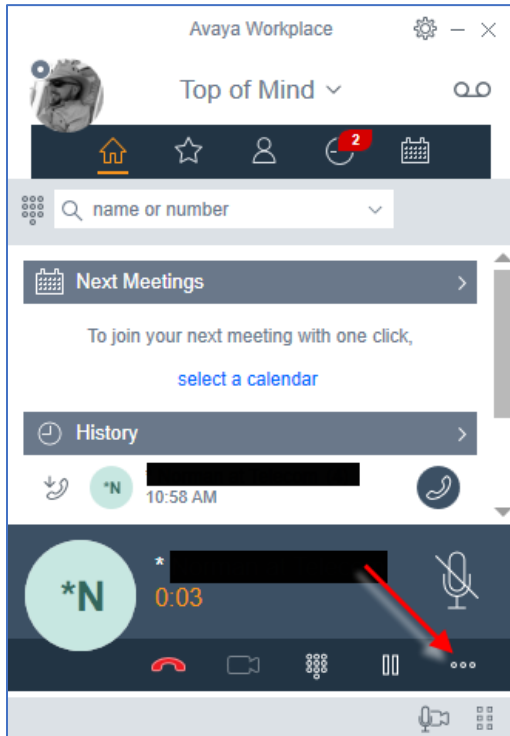 Avaya Workplace
Top of Mind
2
name or number
Next Meetings
To join your next meeting with one click,
select a calendar
History
*N
10:58 AM
*
*N
0:03